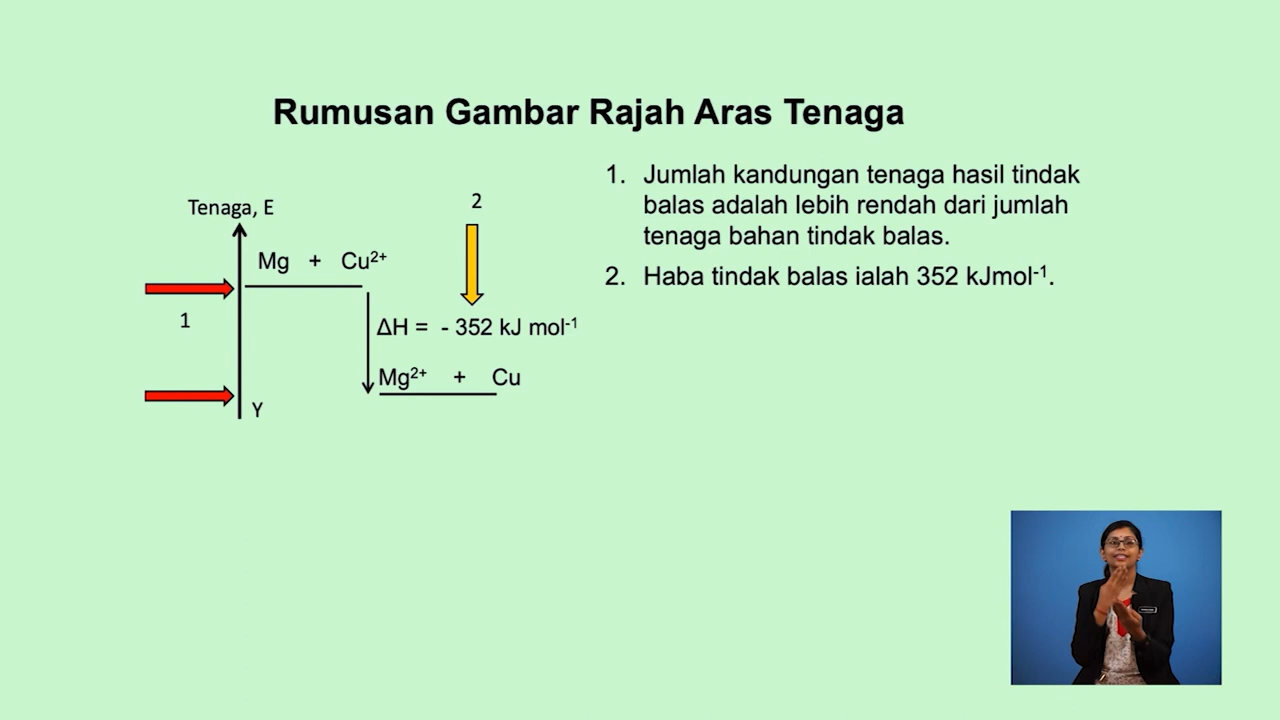 Rumusan Gambar Rajah Aras Tenaga
Tenaga, E
Mg + Cu²⁺
1
2
ΔH = - 352 kJ mol⁻¹
Mg²⁺ + Cu
Y
1. Jumlah kandungan tenaga hasil tindak
balas adalah lebih rendah dari jumlah
tenaga bahan tindak balas.
2. Haba tindak balas ialah 352 kJmol⁻¹.